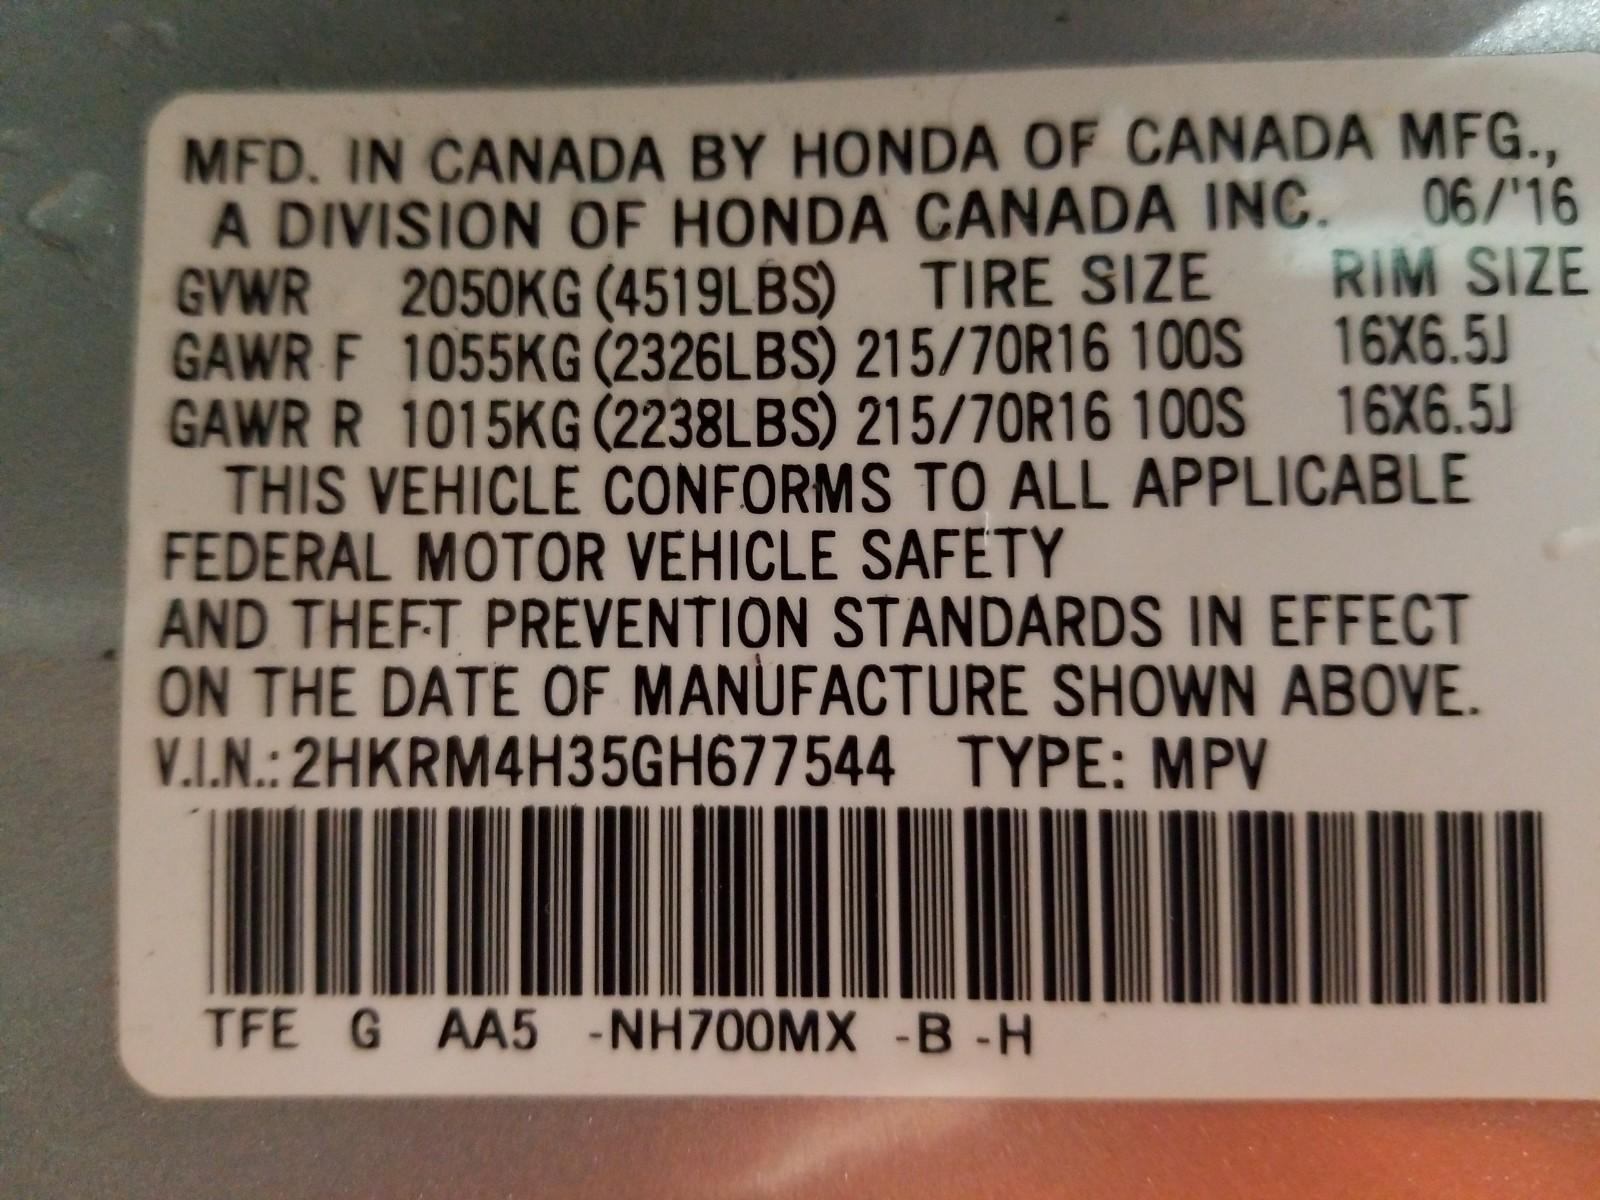 MFD. IN CANADA BY HONDA OF CANADA MFG.,
A DIVISION OF HONDA CANADA INC. 06/'16
GVWR 2050KG (4519LBS) TIRE SIZE RIM SIZE
GAWR F 1055KG (2326LBS) 215/70R16 100S 16X6.5J
GAWR R 1015KG (2238LBS) 215/70R16 100S 16X6.5J
THIS VEHICLE CONFORMS TO ALL APPLICABLE
FEDERAL MOTOR VEHICLE SAFETY
AND THEFT PREVENTION STANDARDS IN EFFECT
ON THE DATE OF MANUFACTURE SHOWN ABOVE.
V.I.N.: 2HKRM4H35GH677544 TYPE: MPV
TFE G AA5 -NH700MX -B -H